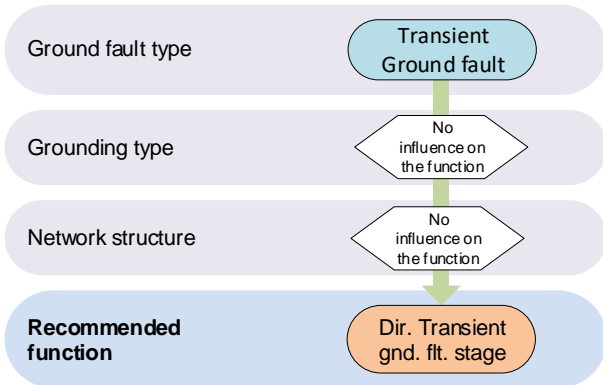 Ground fault type
Transient
Ground fault
Grounding type
No
influence on
the function
Network structure
No
influence on
the function
Recommended
function
Dir. Transient
gnd. flt. stage